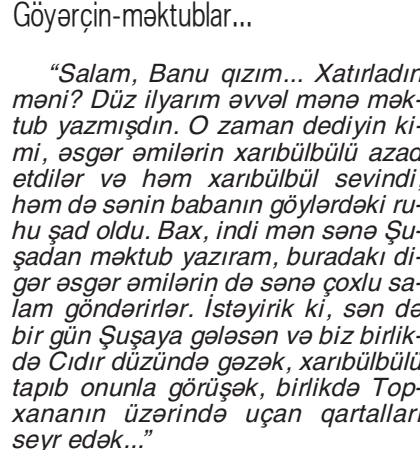 Göyərçin-məktublar...
“Salam, Banu qızım... Xatırladın
məni? Düz ilyarım əvvəl mənə mək-
tub yazmışdın. O zaman dediyin ki-
mi, əsgər əmilərin xarıbülbülü azad
etdilər və həm xarıbülbül sevindi,
həm də sənin babanın göylərdəki ru-
hu şad oldu. Bax, indi mən sənə Şu-
şadan məktub yazıram, buradakı di-
gər əsgər əmilərin də sənə çoxlu sa-
lam göndərirlər. İstəyirik ki, sən də
bir gün Şuşaya gələsən və biz birlik-
də Cıdır düzündə gəzək, xarıbülbülü
tapıb onunla görüşək, birlikdə Top-
xananın üzərində uçan qartalları
seyr edək...”